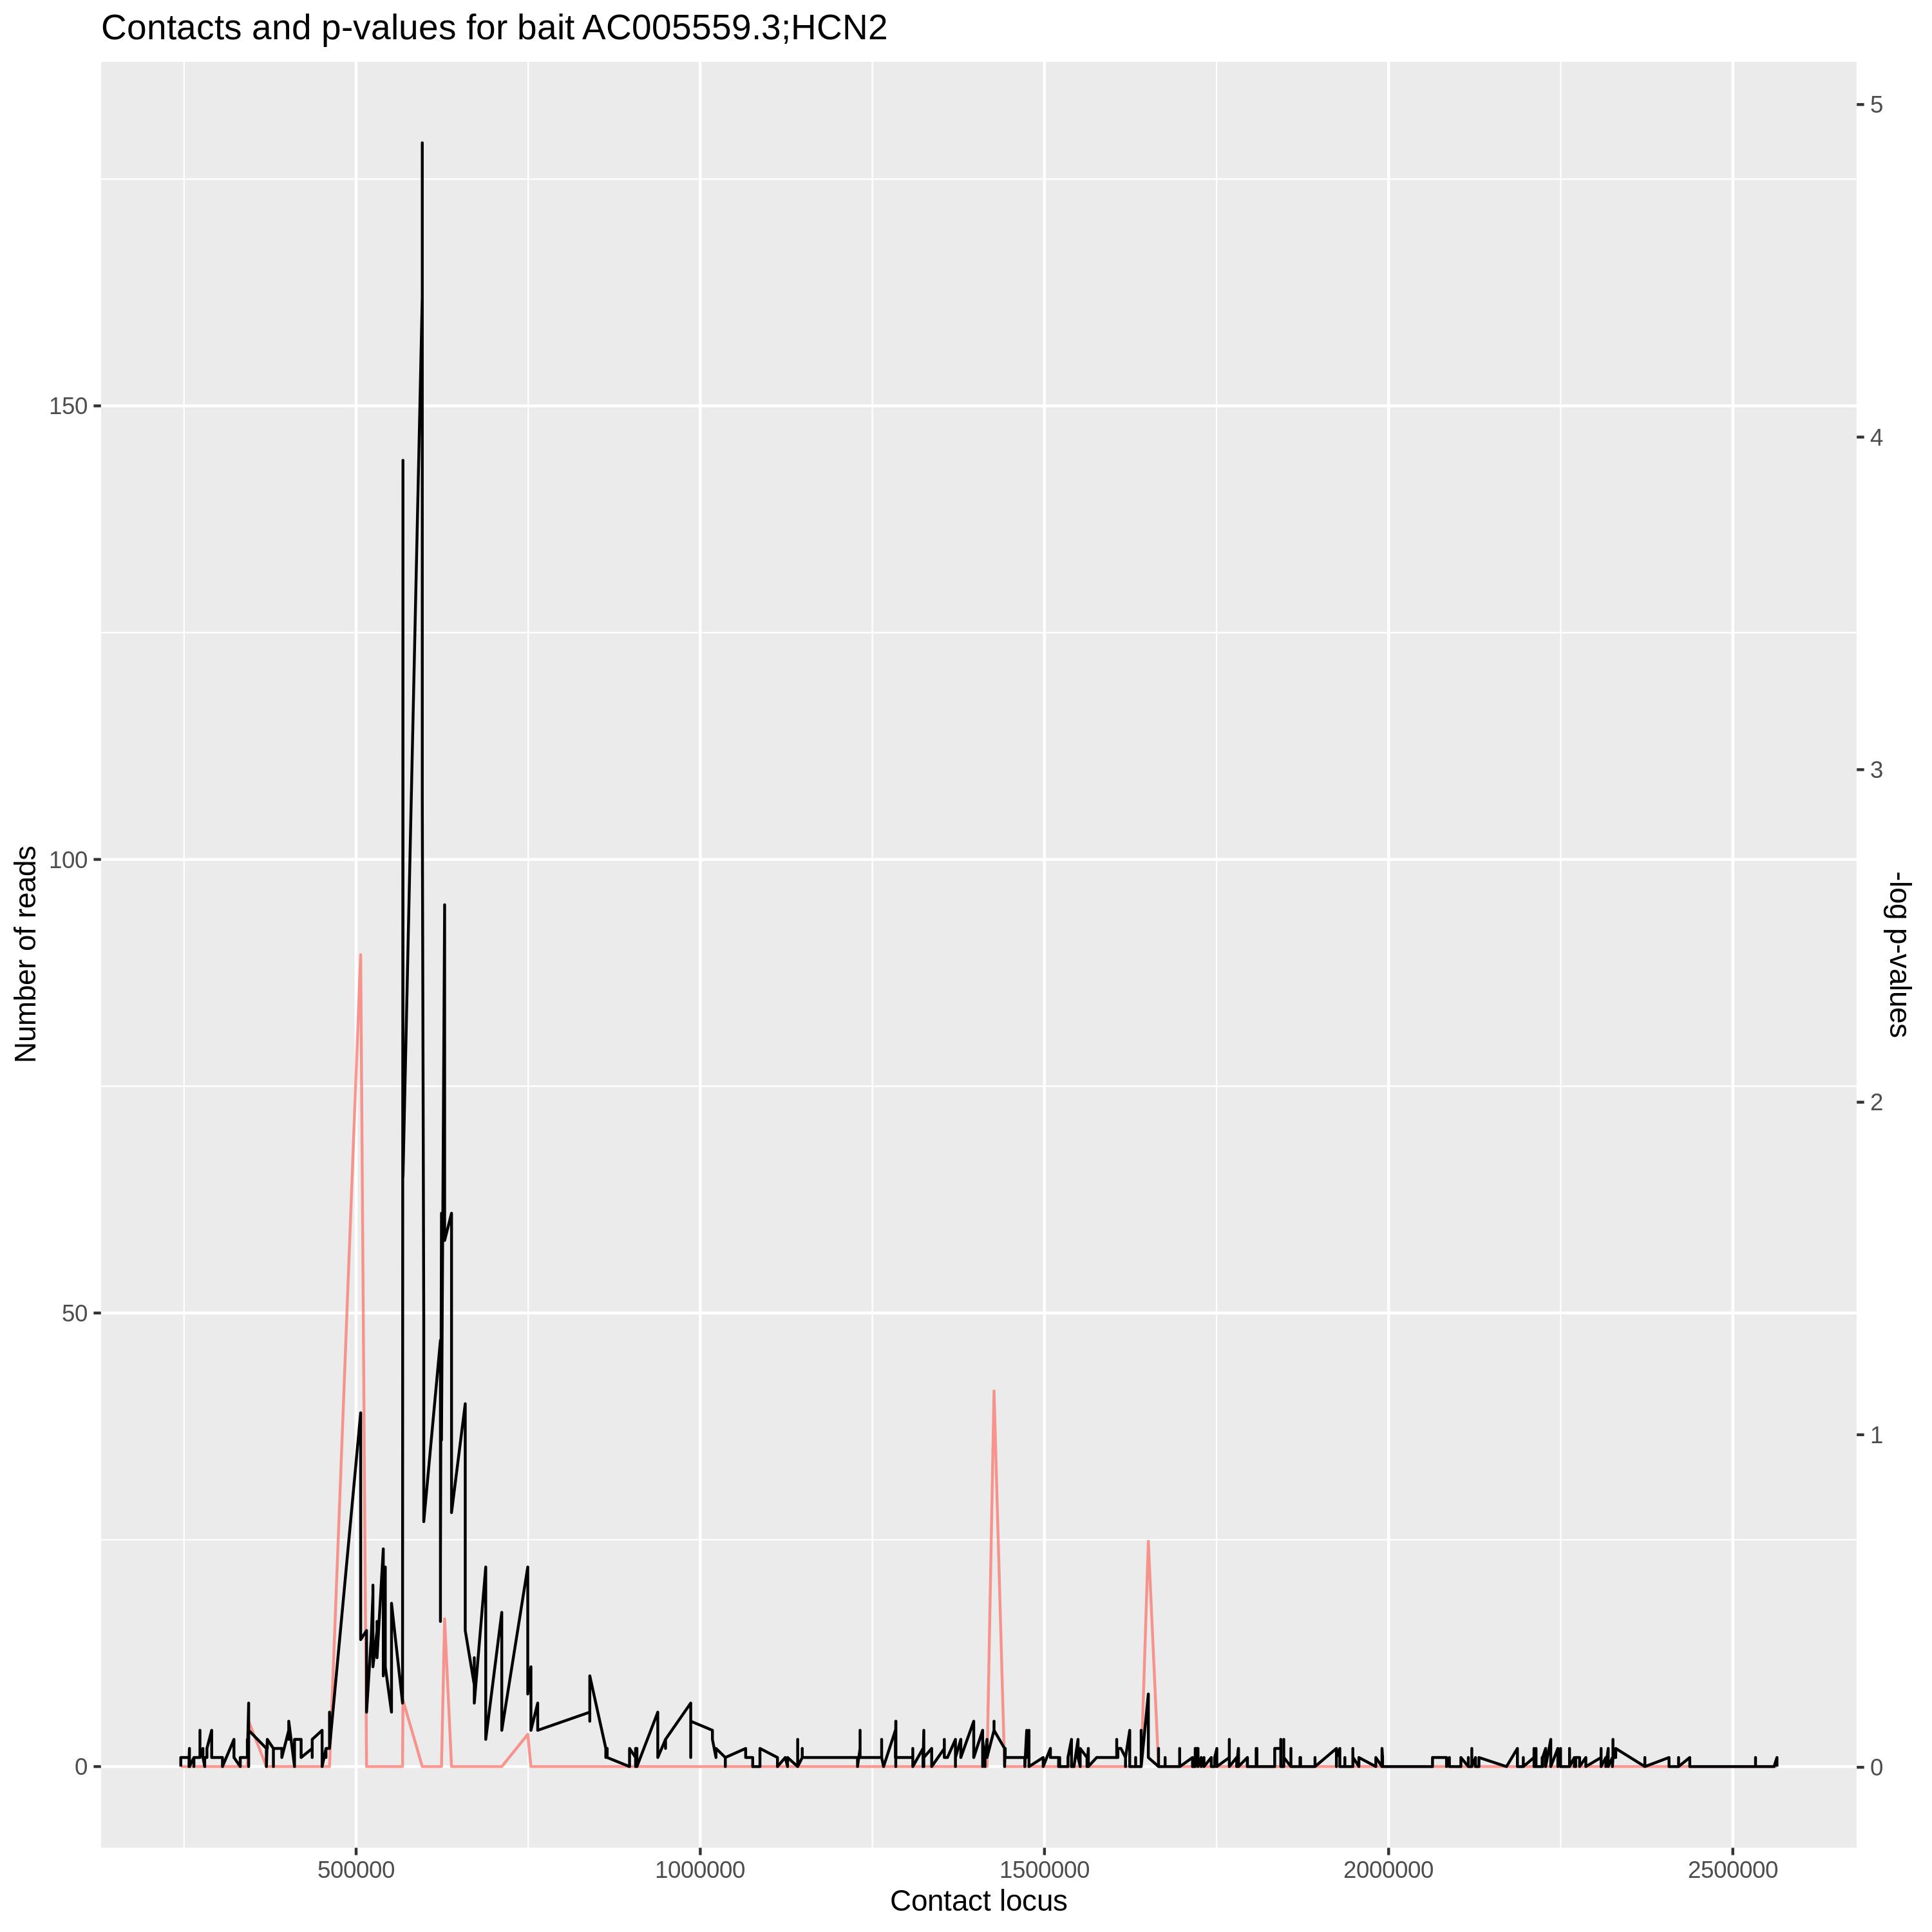 Contacts and p-values for bait AC005559.3;HCN2
5
150
4
3
100
Number of reads
-log p-values
2
50
1
0
0
500000 1000000 1500000 2000000 2500000
Contact locus